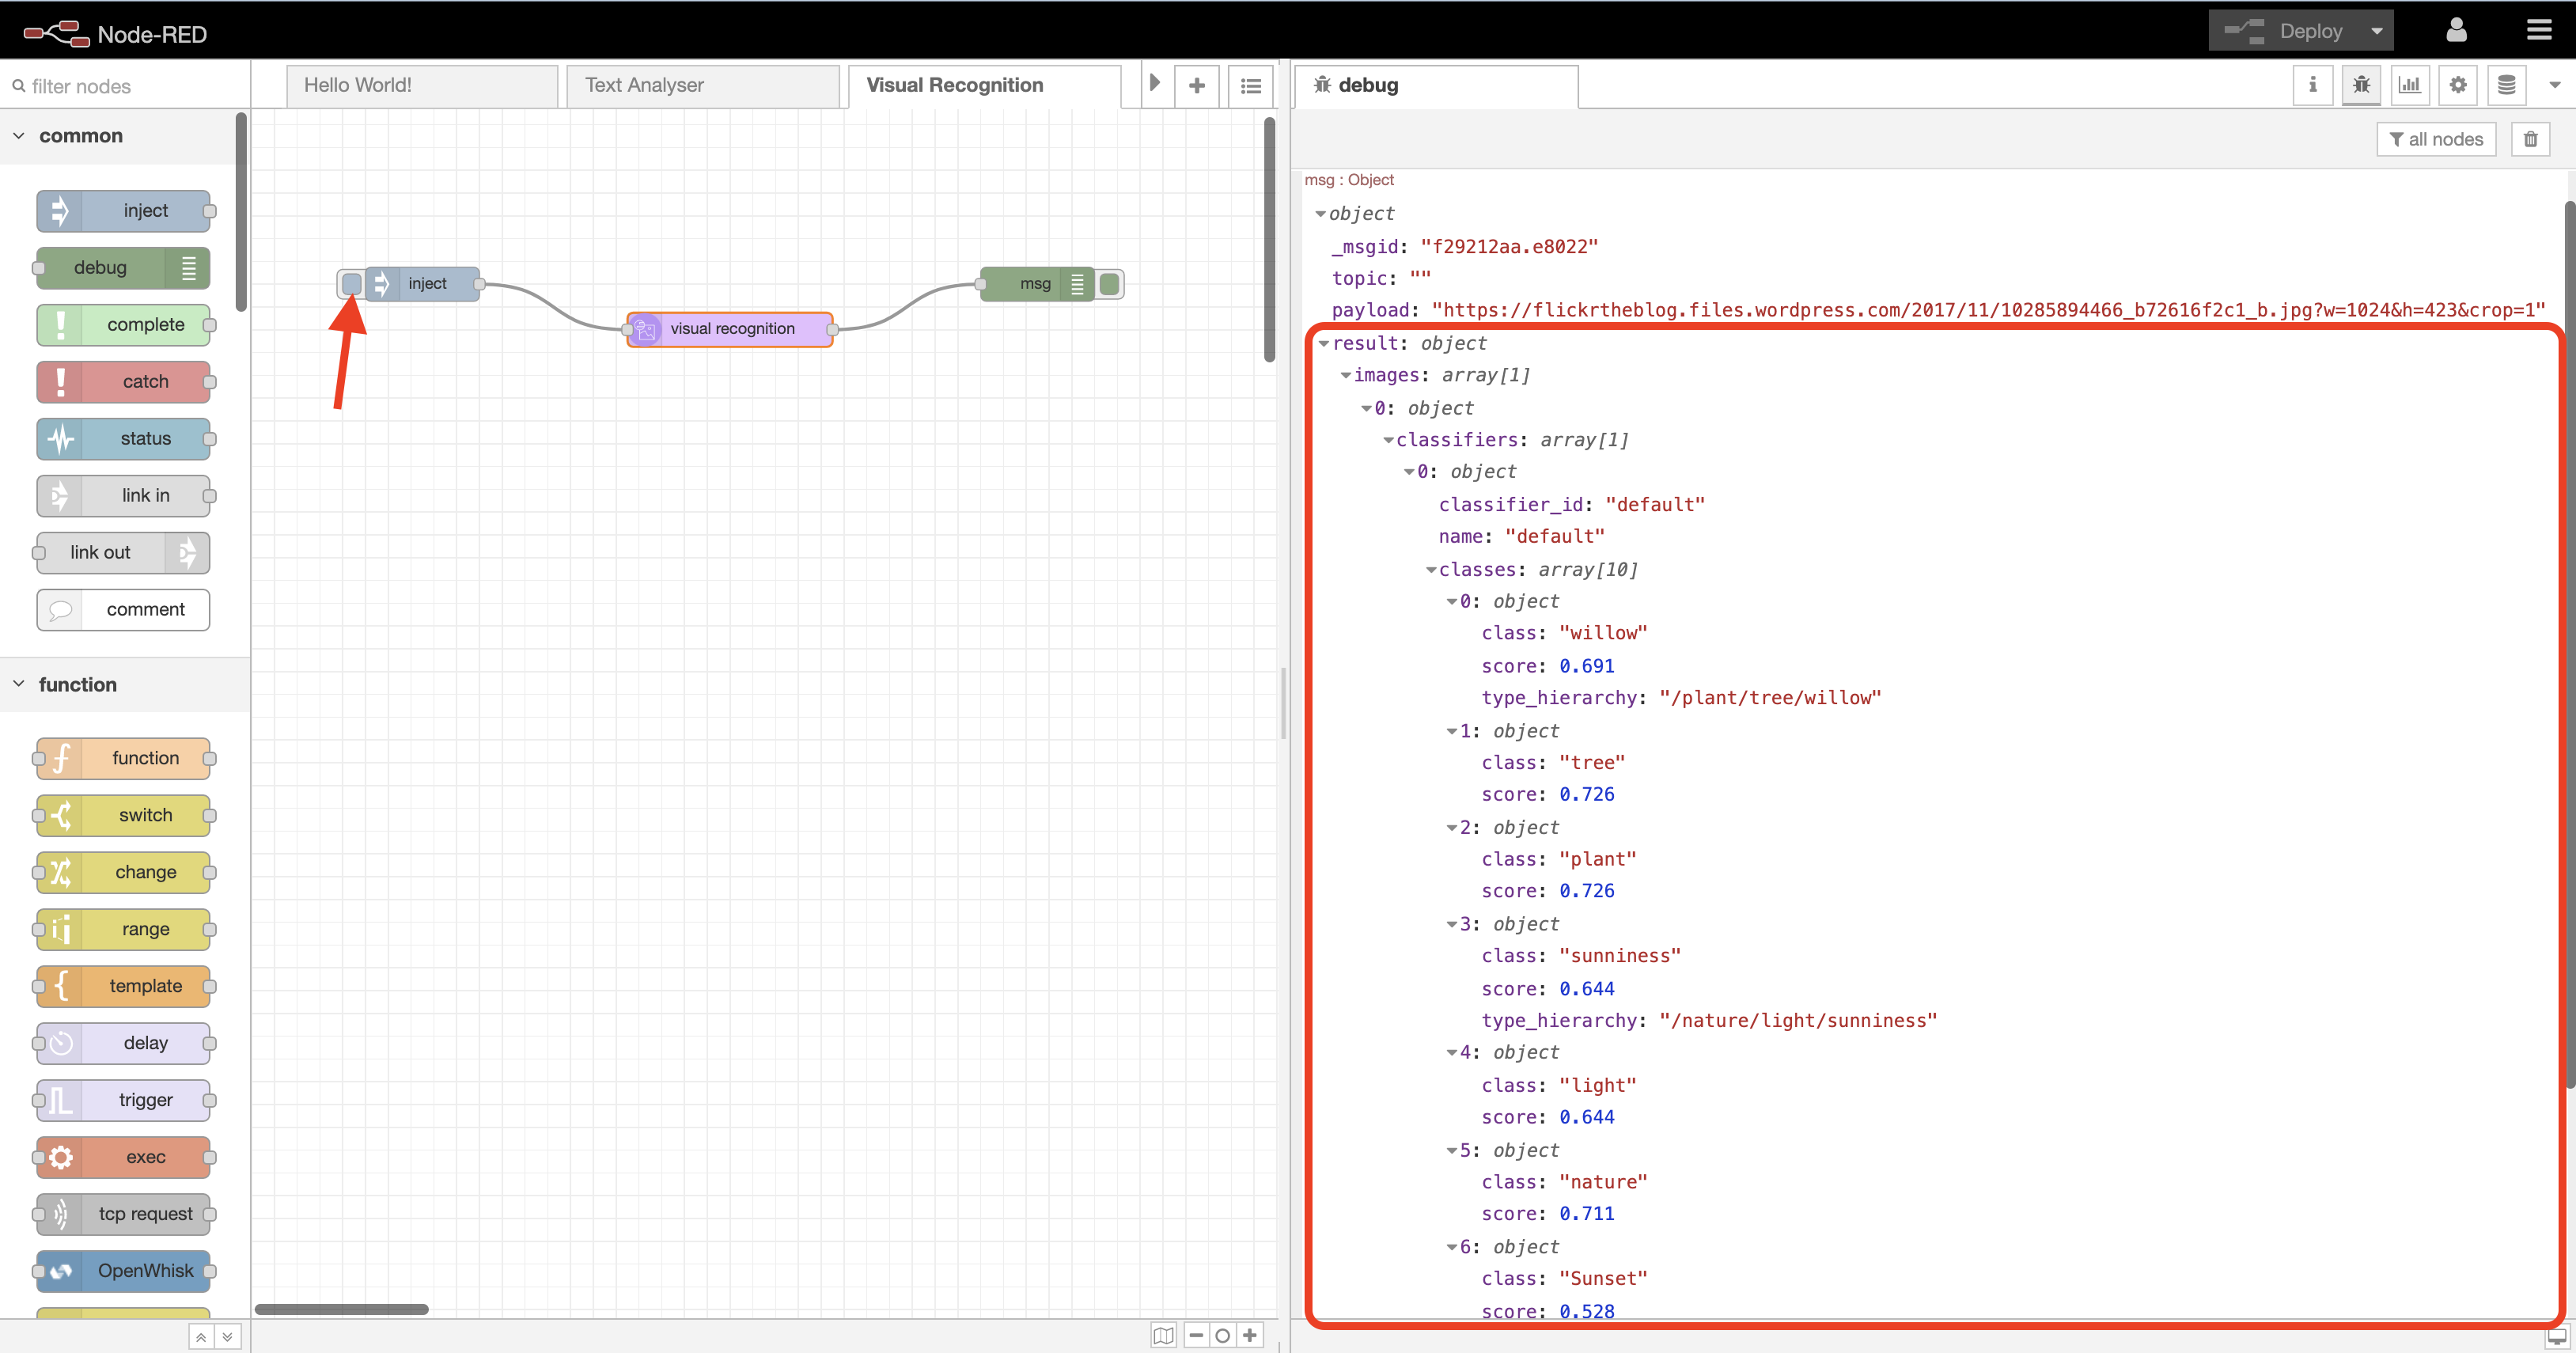 Node-RED
Deploy
filter nodes
Hello World!
Text Analyser
Visual Recognition
debug
common
all nodes
inject
debug
complete
catch
status
link in
link out
comment
function
function
switch
change
range
template
delay
trigger
exec
tcp request
OpenWhisk
inject
visual recognition
msg
msg : Object
object
_msgid: "f29212aa.e8022"
topic: ""
payload: "https://flickrtheblog.files.wordpress.com/2017/11/10285894466_b72616f2c1_b.jpg?w=1024&h=423&crop=1"
result: object
images: array[1]
0: object
classifiers: array[1]
0: object
classifier_id: "default"
name: "default"
classes: array[10]
0: object
class: "willow"
score: 0.691
type_hierarchy: "/plant/tree/willow"
1: object
class: "tree"
score: 0.726
2: object
class: "plant"
score: 0.726
3: object
class: "sunniness"
score: 0.644
type_hierarchy: "/nature/light/sunniness"
4: object
class: "light"
score: 0.644
5: object
class: "nature"
score: 0.711
6: object
class: "Sunset"
score: 0.528